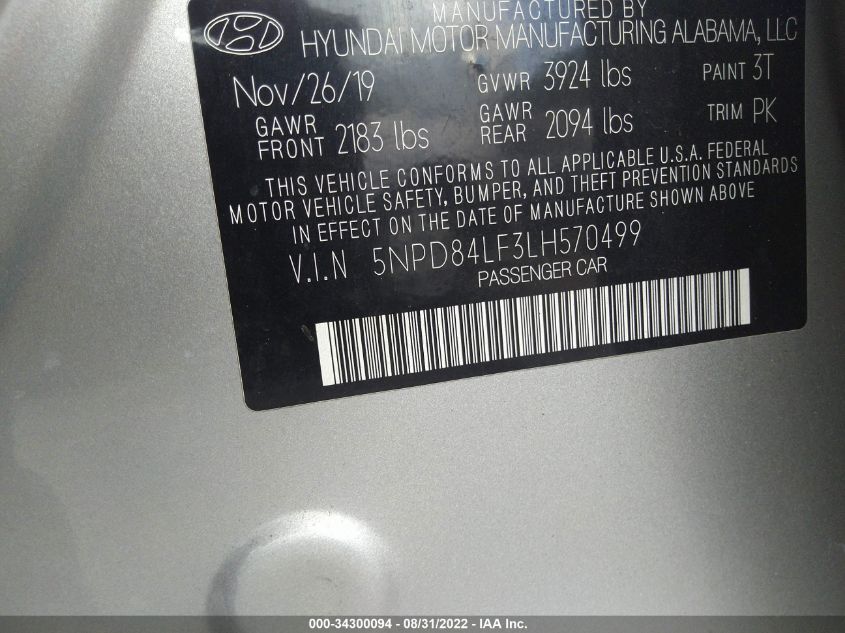 MANUFACTURED BY
HYUNDAI MOTOR MANUFACTURING ALABAMA, LLC
Nov/26/19 GVWR 3924 lbs PAINT 3T
GAWR FRONT 2183 lbs GAWR REAR 2094 lbs TRIM PK
THIS VEHICLE CONFORMS TO ALL APPLICABLE U.S.A. FEDERAL
MOTOR VEHICLE SAFETY, BUMPER, AND THEFT PREVENTION STANDARDS
IN EFFECT ON THE DATE OF MANUFACTURE SHOWN ABOVE
V.I.N 5NPD84LF3LH570499
PASSENGER CAR
000-34300094 - 08/31/2022 - IAA Inc.